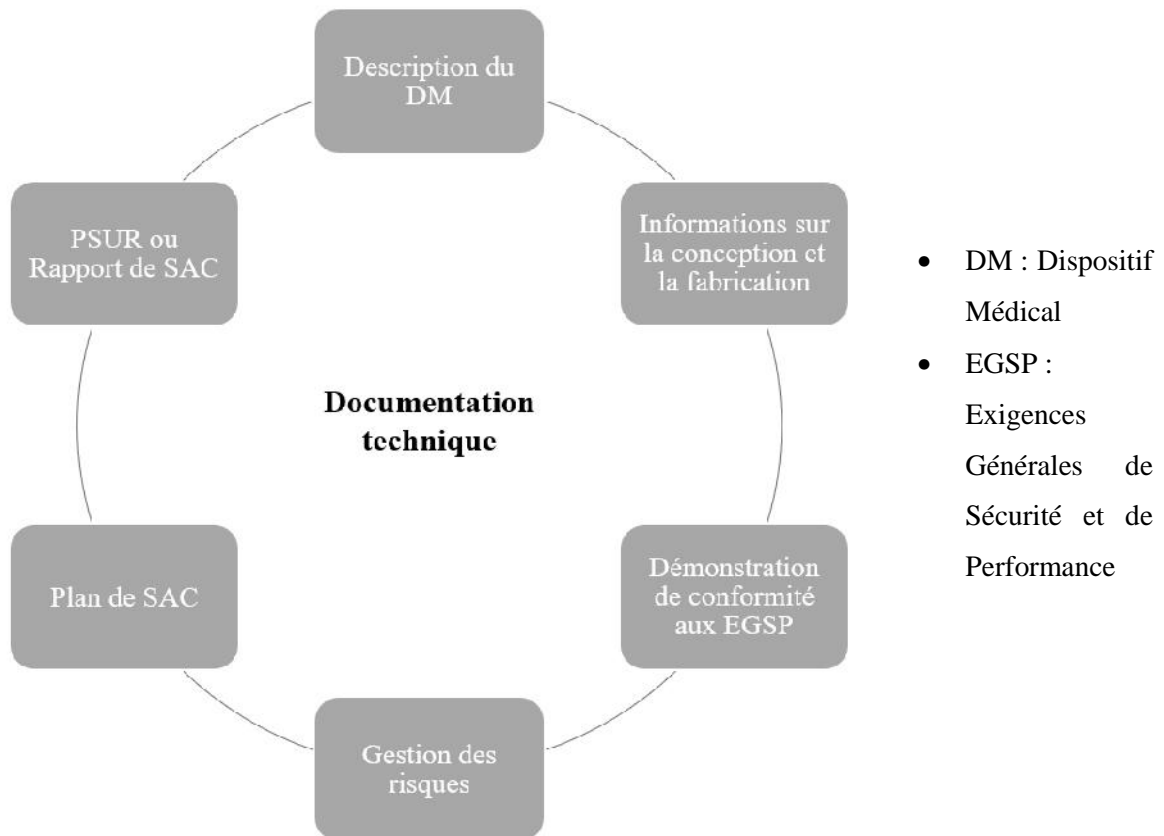 Description du
DM
Informations sur
la conception et
la fabrication
Démonstration
de conformité
aux EGSP
Gestion des
risques
Plan de SAC
PSUR ou
Rapport de SAC
Documentation
technique
• DM : Dispositif
Médical
• EGSP :
Exigences
Générales de
Sécurité et de
Performance